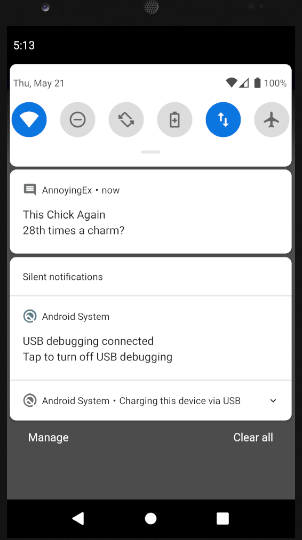 5:13
Thu, May 21
100%
AnnoyingEx • now
This Chick Again
28th times a charm?
Silent notifications
Android System
USB debugging connected
Tap to turn off USB debugging
Android System • Charging this device via USB
Manage
Clear all